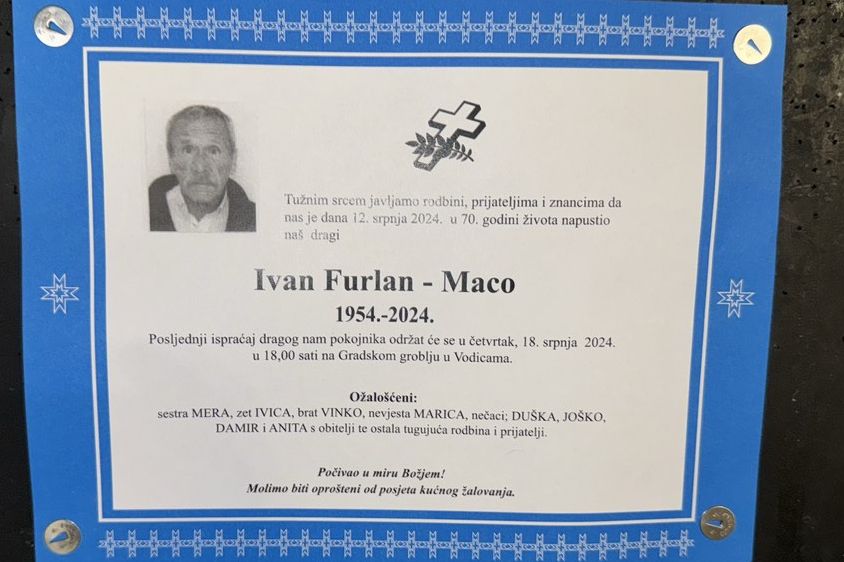 Tužnim srcem javljamo rodbini, prijateljima i znancima da
nas je dana 12. srpnja 2024. u 70. godini života napustio
naš dragi
Ivan Furlan - Maco
1954.-2024.
Posljednji ispraćaj dragog nam pokojnika održat će se u četvrtak, 18. srpnja 2024.
u 18,00 sati na Gradskom groblju u Vodicama.
Ožalošćeni:
sestra MERA, zet IVICA, brat VINKO, nevjesta MARICA, nečaci; DUŠKA, JOŠKO,
DAMIR i ANITA s obitelji te ostala tugujuća rodbina i prijatelji.
Počivao u miru Božjem!
Molimo biti oprošteni od posjeta kućnog žalovanja.